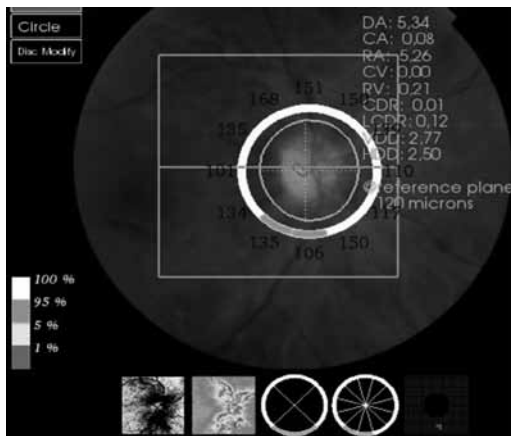 Circle
Disc Modify
DA: 5,34
CA: 0,08
RA: 5,26
CV: 0,00
RV: 0,21
CDR: 0,01
LCDR: 0,12
VDD: 2,77
HDD: 2,50
reference plane
120 microns
151
168
135
101
110
134
117
135
106
150
100 %
95 %
5 %
1 %